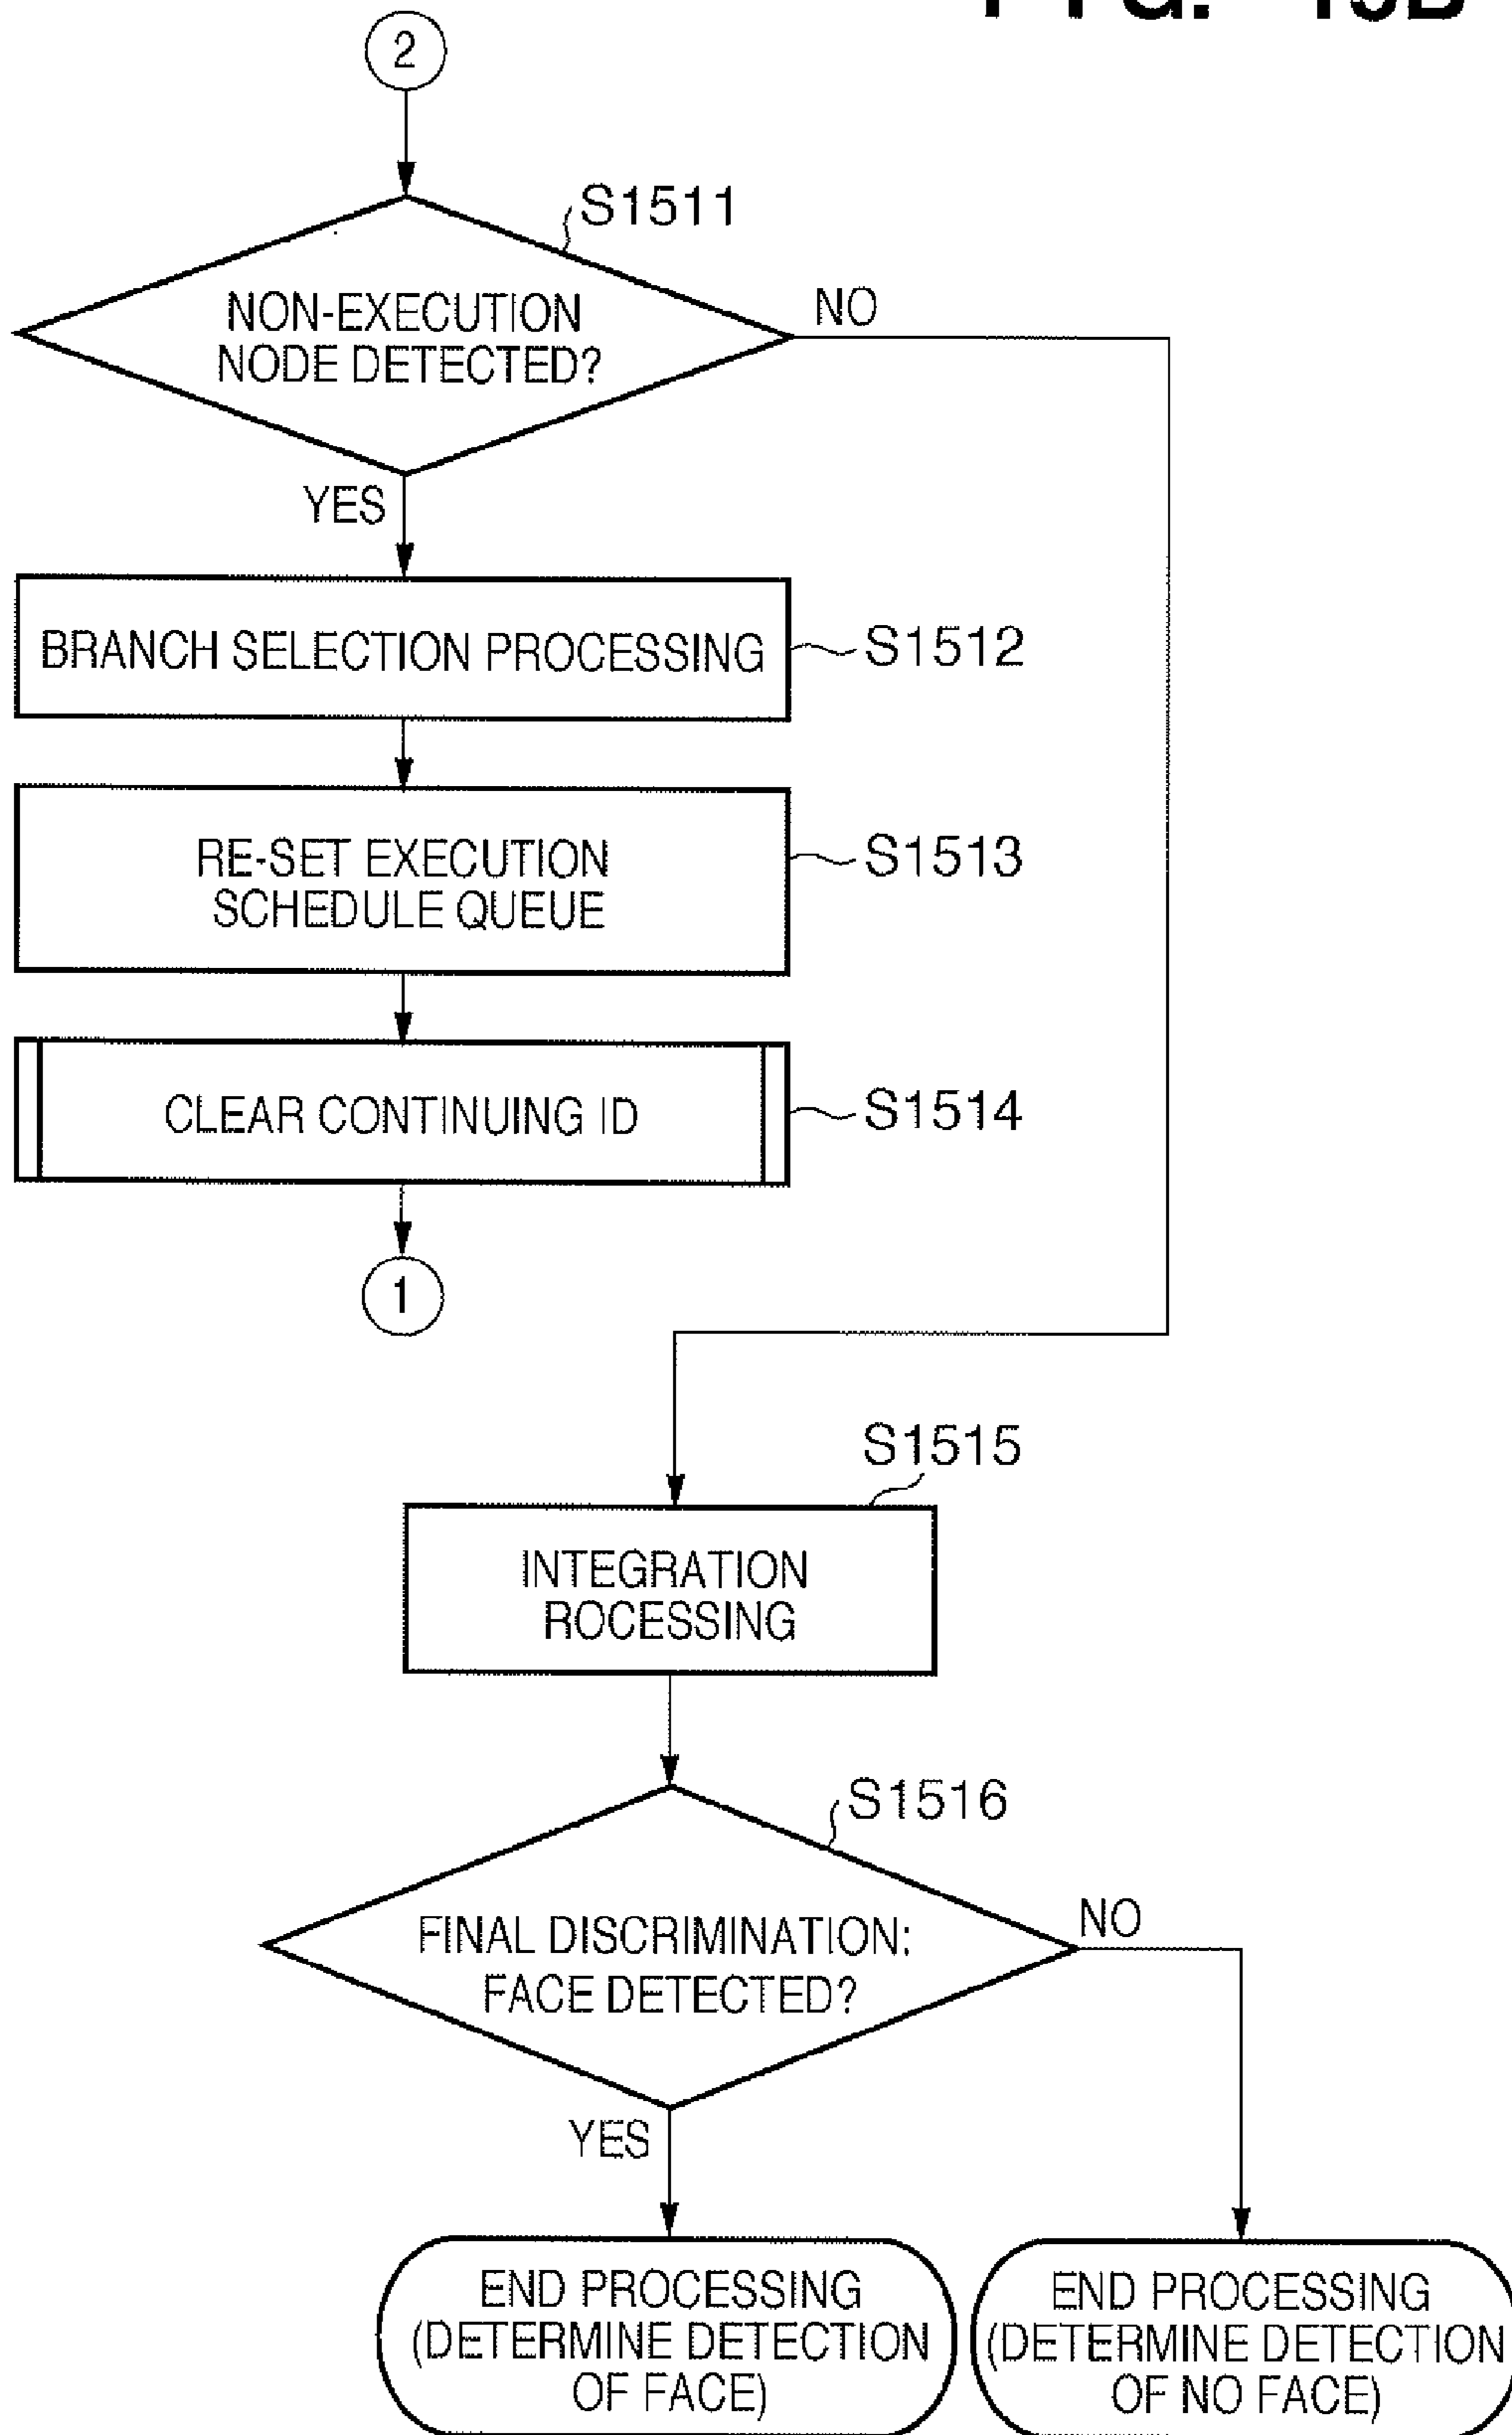 FIG. 15B
2
S1511
NON-EXECUTION
NODE DETECTED?
NO
YES
BRANCH SELECTION PROCESSING
S1512
RE-SET EXECUTION
SCHEDULE QUEUE
S1513
CLEAR CONTINUING ID
S1514
1
S1515
INTEGRATION
ROCESSING
S1516
FINAL DISCRIMINATION:
FACE DETECTED?
NO
YES
END PROCESSING
(DETERMINE DETECTION
OF FACE)
END PROCESSING
(DETERMINE DETECTION
OF NO FACE)